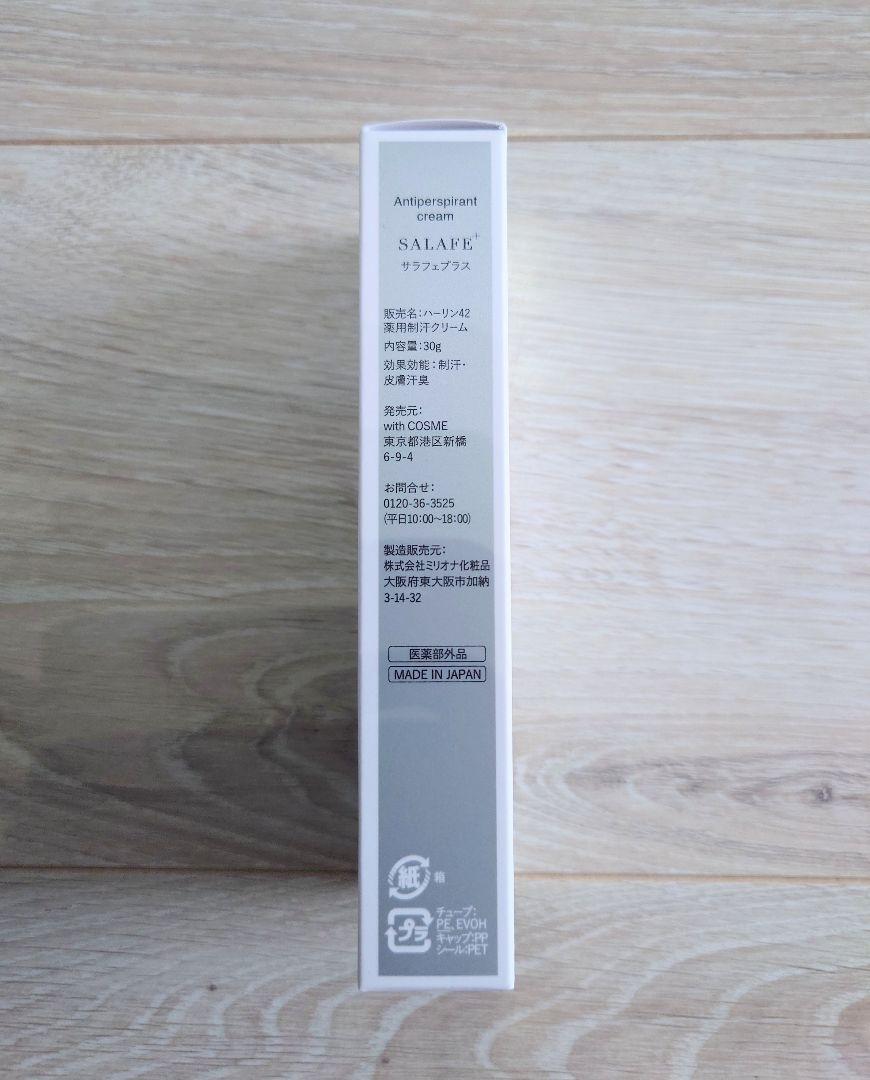 Antiperspirant
cream
SALAFE+
サラフェプラス
販売名：ハーリン42
薬用制汗クリーム
内容量：30g
効果効能：制汗・
皮膚汗臭
発売元：
with COSME
東京都港区新橋
6-9-4
お問合せ：
0120-36-3525
(平日10:00~18:00)
製造販売元：
株式会社ミリオナ化粧品
大阪府東大阪市加納
3-14-32
医薬部外品
MADE IN JAPAN
紙 箱
プラ
チューブ:
PE、EVOH
キャップ:PP
シール:PET